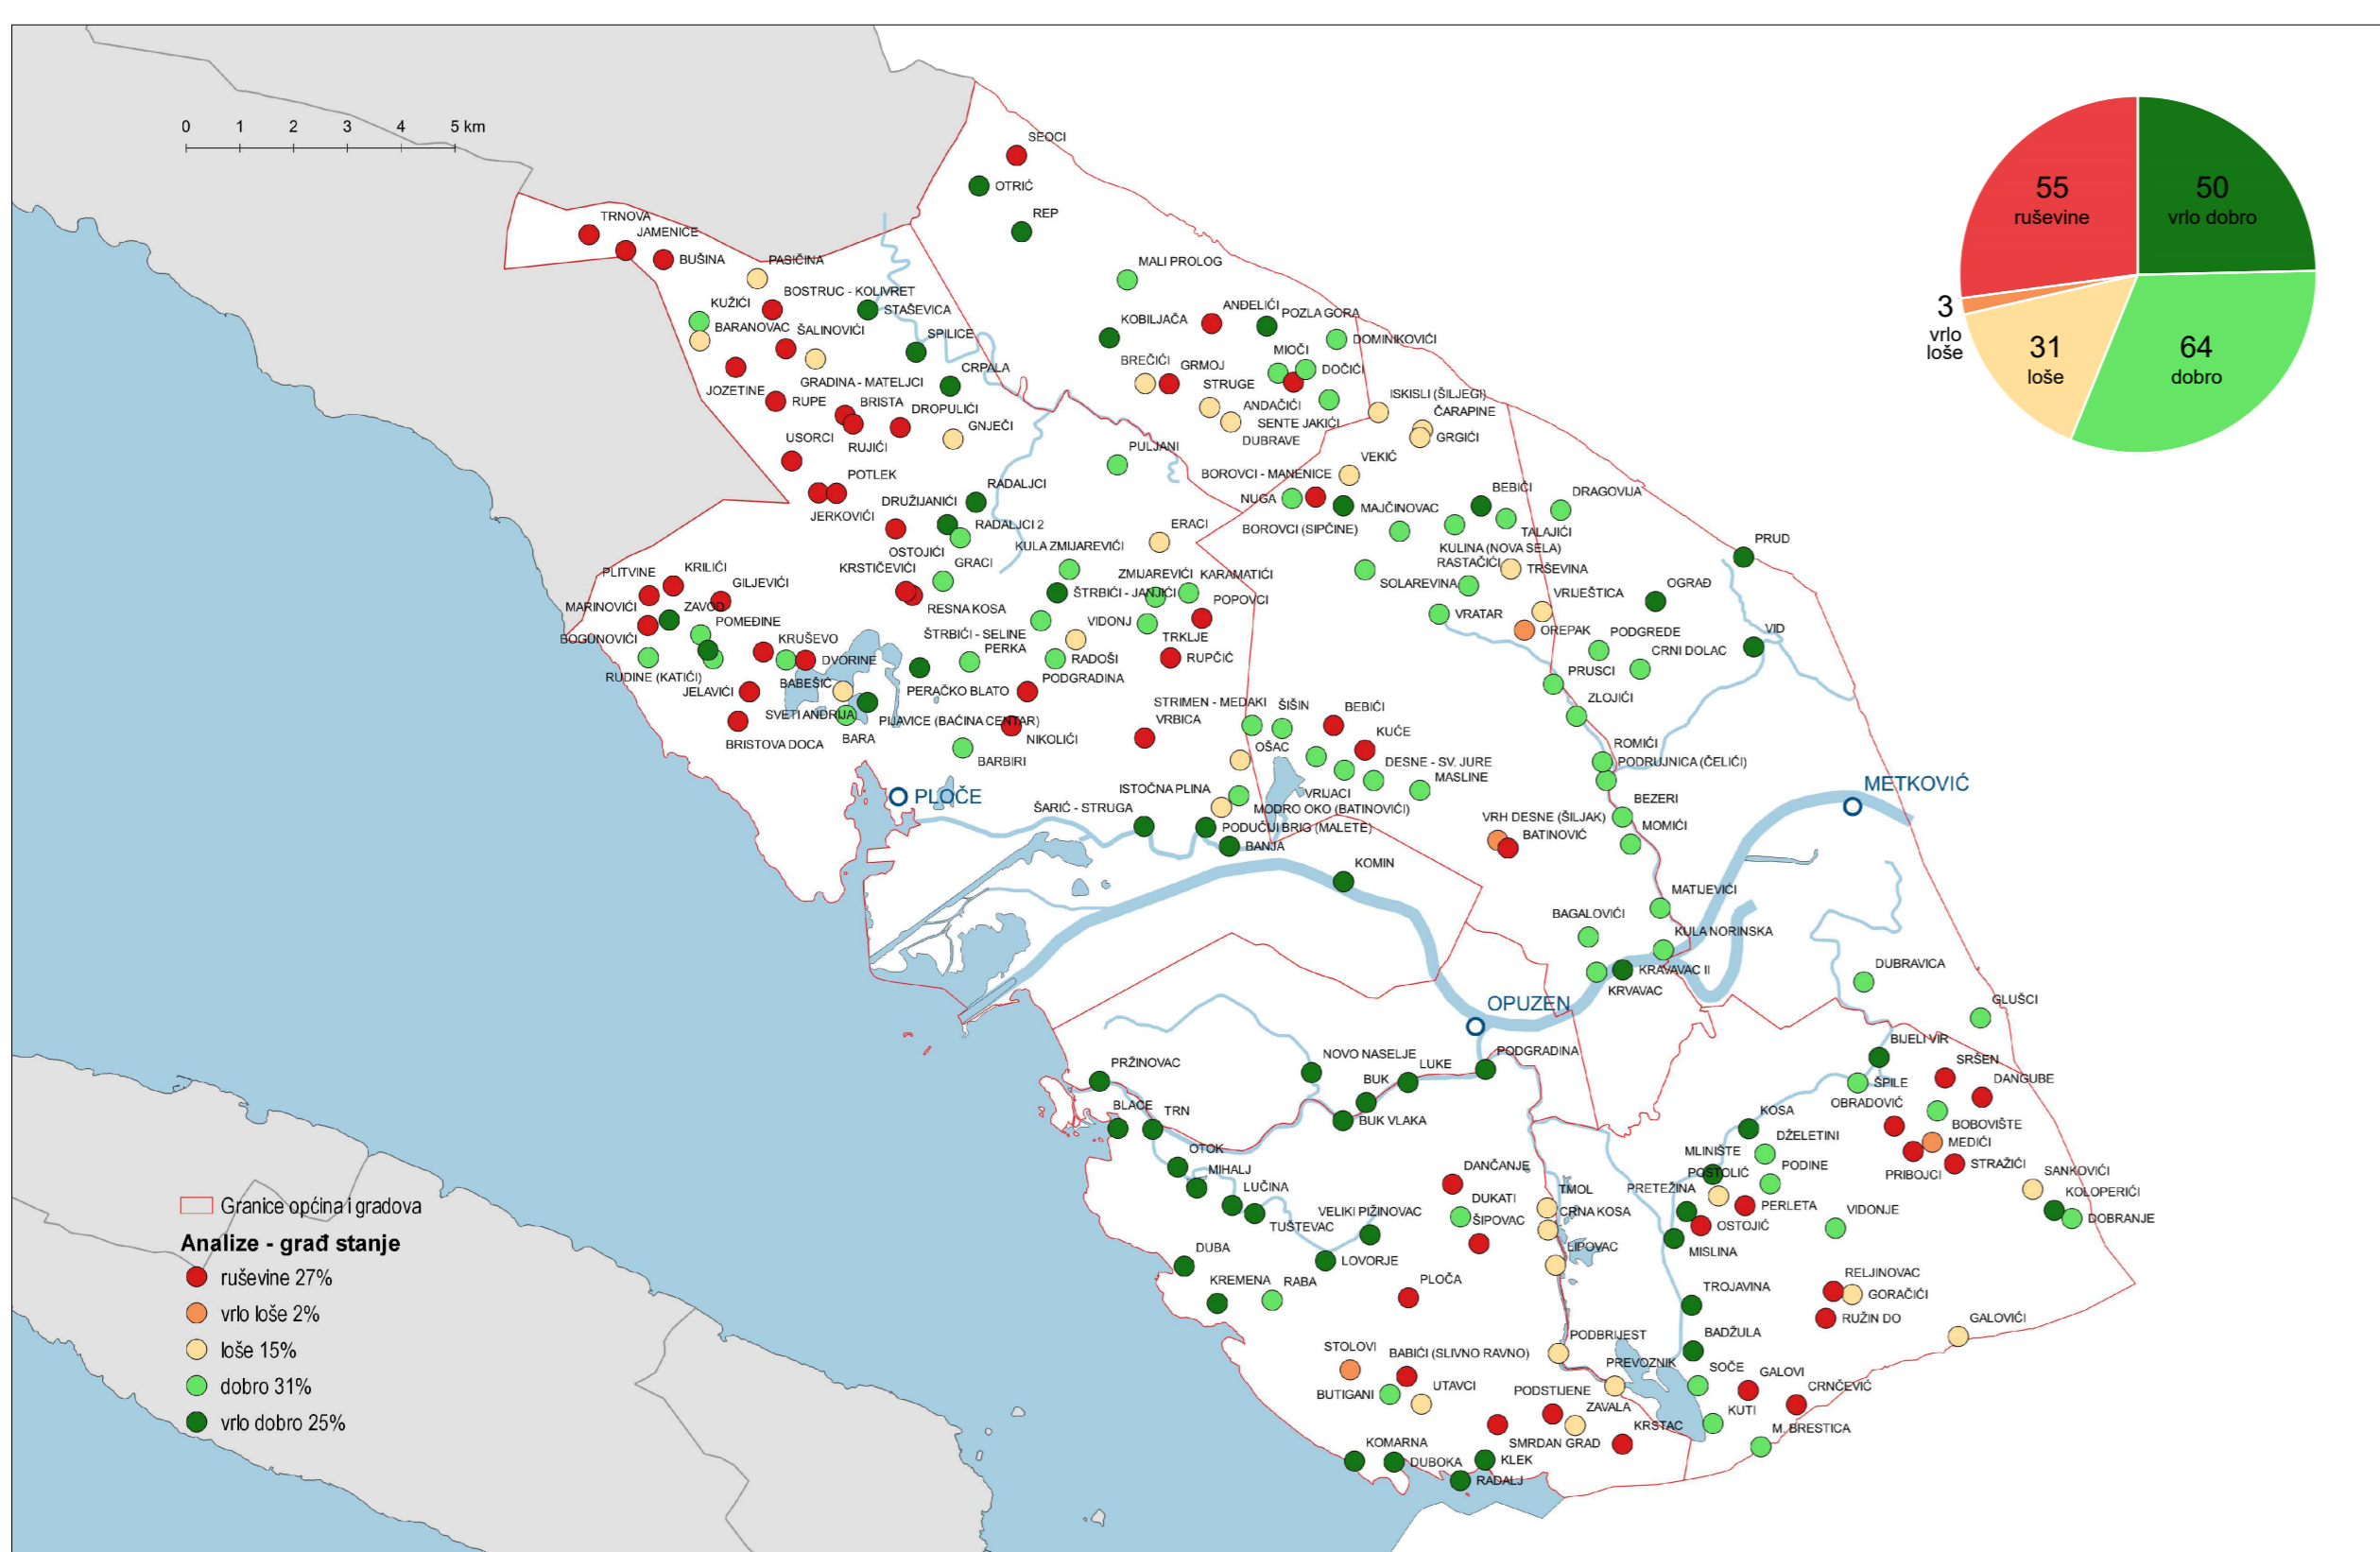 0 1 2 3 4 5 km
SEOCI
OTRIĆ
REP
55
ruševine
50
vrlo dobro
3
vrlo
loše
31
loše
64
dobro
TRNOVA
JAMENICE
BUŠINA
PASIČINA
MALI PROLOG
BOSTRUC - KOLIVRET
KUŽIĆI
STAŠEVICA
BARANOVAC
ŠALINOVIĆI
SPILICE
KOBILJAČA
ANĐELIĆI
POZLA GORA
DOMINIKOVIĆI
MIOČI
BREČIĆI
GRMOJ
DOČIĆI
CRPALA
JOZETINE
GRADINA - MATELJCI
STRUGE
RUPE
BRISTA
DROPULIĆI
ANDAČIĆI
ISKISLI (ŠILJEGI)
ČARAPINE
GNJEČI
SENTE JAKIĆI
GRGIĆI
USORCI
RUJIĆI
DUBRAVE
PULJANI
VEKIĆ
POTLEK
BOROVCI - MANENICE
RADALJCI
BEBIĆI
DRAGOVIJA
DRUŽIJANIĆI
NUGA
MAJČINOVAC
JERKOVIĆI
RADALJCI 2
ERACI
BOROVCI (SIPČINE)
TALAJIĆI
PRUD
OSTOJIĆI
KULA ZMIJAREVIĆI
KULINA (NOVA SELA)
GRACI
KRSTIČEVIĆI
RASTAČIĆI
TRŠEVINA
PLITVINE
KRILIĆI
GILJEVIĆI
ZMIJAREVIĆI
KARAMATIĆI
SOLAREVINA
OGRAĐ
MARINOVIĆI
ZAVOD
RESNA KOSA
ŠTRBIĆI - JANJIĆI
POPOVCI
VRIJEŠTICA
POMEĐINE
VIDONJ
VRATAR
BOGUNOVIĆI
KRUŠEVO
ŠTRBIĆI - SELINE
TRKLJE
OREPAK
PODGREDE
VID
PERKA
RADOŠI
RUPČIĆ
CRNI DOLAC
DVORINE
RUDINE (KATIĆI)
BABEŠIĆ
PODGRADINA
PRUSCI
JELAVIĆI
PERAČKO BLATO
ZLOJIĆI
SVETI ANDRIJA
PIJAVICE (BAĆINA CENTAR)
STRIMEN - MEDAKI
ŠIŠIN
BEBIĆI
BRISTOVA DOCA
BARA
NIKOLIĆI
VRBICA
KUĆE
BARBIRI
OŠAC
ROMIĆI
DESNE - SV. JURE
PODRUJNICA (ČELIĆI)
MASLINE
METKOVIĆ
PLOČE
ISTOČNA PLINA
VRIJACI
BEZERI
ŠARIĆ - STRUGA
MODRO OKO (BATINOVIĆI)
VRH DESNE (ŠILJAK)
MOMIĆI
PODUČUJ BRIG (MALETE)
BATINOVIĆ
BANJA
KOMIN
MATIJEVIĆI
BAGALOVIĆI
KULA NORINSKA
KRAVAVAC II
DUBRAVICA
KRVAVAC
GLUŠCI
OPUZEN
BIJELI VIR
PRŽINOVAC
NOVO NASELJE
LUKE
PODGRADINA
SRŠEN
BUK
ŠPILE
DANGUBE
BLACE
TRN
BUK VLAKA
OBRADOVIĆ
KOSA
BOBOVIŠTE
DŽELETINI
MEDIĆI
OTOK
MLINIŠTE
DANČANJE
PODINE
STRAŽIĆI
MIHALJ
POSTOLIĆ
PRIBOJCI
SANKOVIĆI
LUČINA
DUKATI
TMOL
PRETEŽINA
KOLOPERIĆI
PERLETA
VIDONJE
DOBRANJE
VELIKI PIŽINOVAC
ŠIPOVAC
CRNA KOSA
TUŠTEVAC
OSTOJIĆ
Granice općina i gradova
DUBA
LIPOVAC
MISLINA
Analize - građ stanje
LOVORJE
ruševine 27%
KREMENA
RABA
PLOČA
RELJINOVAC
TROJAVINA
GORAČIĆI
vrlo loše 2%
RUŽIN DO
GALOVIĆI
loše 15%
STOLOVI
BABIĆI (SLIVNO RAVNO)
PODBRIJEST
BADŽULA
PREVOZNIK
SOČE
GALOVI
dobro 31%
BUTIGANI
UTAVCI
PODSTIJENE
CRNČEVIĆ
ZAVALA
KUTI
vrlo dobro 25%
KRSTAC
M. BRESTICA
KOMARNA
SMRDAN GRAD
DUBOKA
KLEK
RADALJ